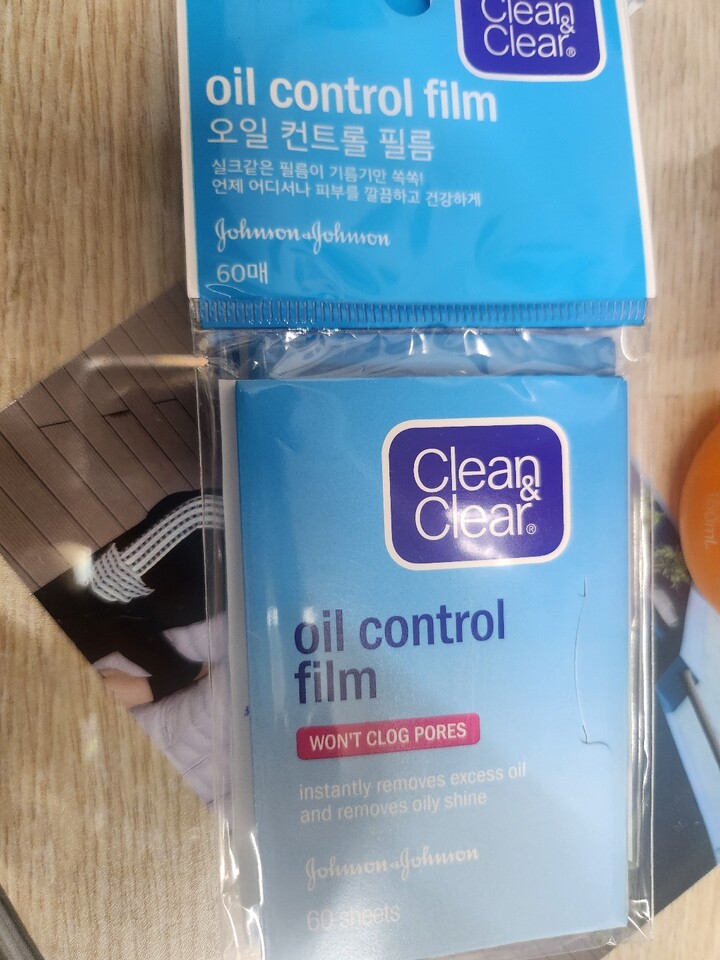 Clean
&
Clear®
oil control film
오일 컨트롤 필름
실크같은 필름이 기름기만 쏙쏙!
언제 어디서나 피부를 깔끔하고 건강하게
Johnson & Johnson
60매
Clean
&
Clear®
oil control
film
WON'T CLOG PORES
instantly removes excess oil
and removes oily shine
Johnson & Johnson
60 sheets